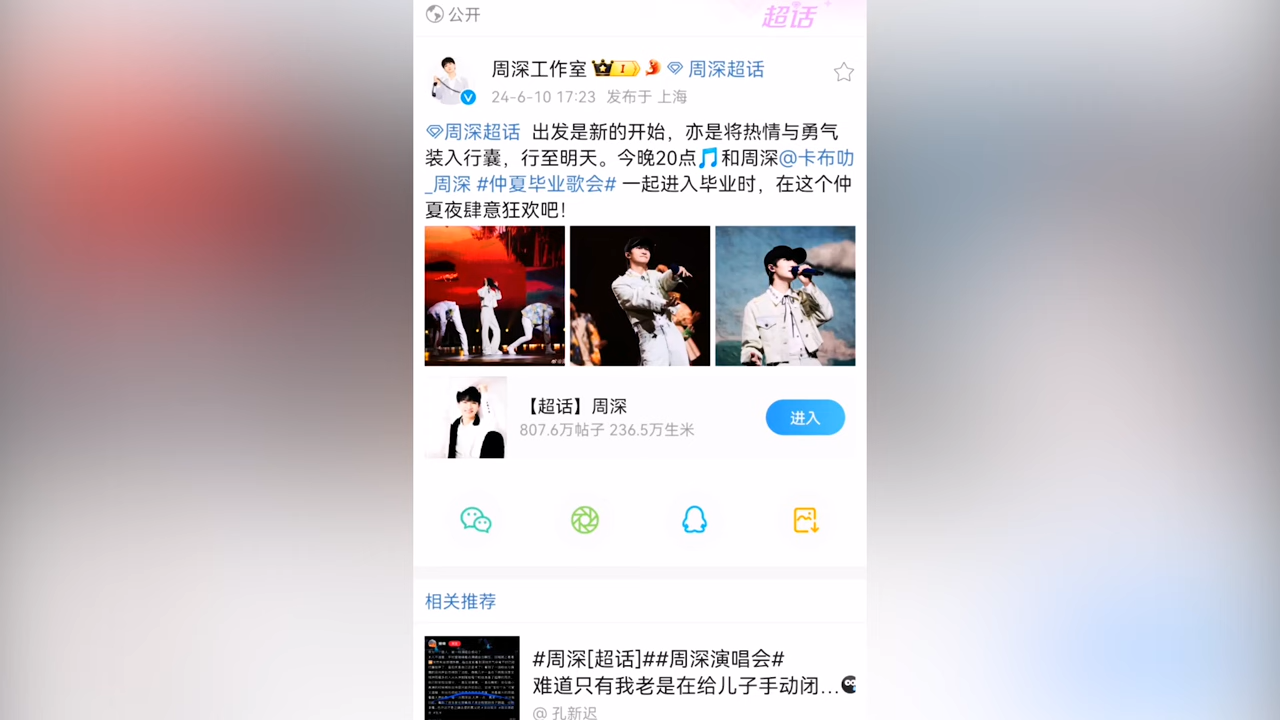 公开
超话
周深工作室 I 周深超话
24-6-10 17:23 发布于 上海
周深超话 出发是新的开始，亦是将热情与勇气
装入行囊，行至明天。今晚20点🎵和周深@卡布叻
_周深 #仲夏毕业歌会# 一起进入毕业时，在这个仲
夏夜肆意狂欢吧！
【超话】周深
807.6万帖子 236.5万生米
进入
相关推荐
#周深[超话]##周深演唱会#
难道只有我老是在给儿子手动闭...
@ 孔新迟